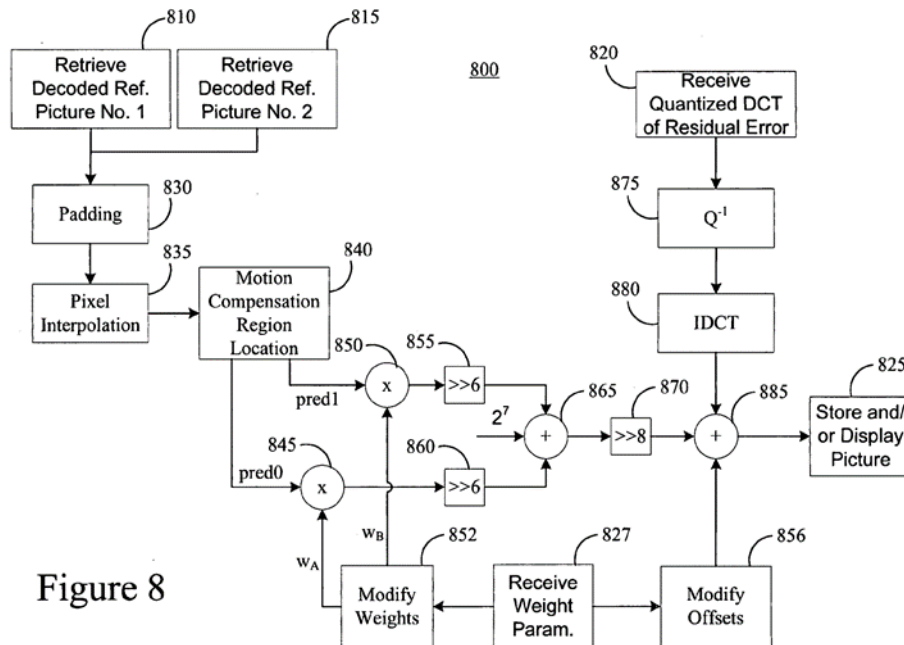 810
815
800
820
Retrieve
Decoded Ref.
Picture No. 1
Retrieve
Decoded Ref.
Picture No. 2
Receive
Quantized DCT
of Residual Error
830
Padding
875
Q⁻¹
835
Pixel
Interpolation
840
Motion
Compensation
Region
Location
880
IDCT
850
x
pred1
855
>>6
865
+
2⁷
870
>>8
885
+
825
Store and/
or Display
Picture
845
x
pred0
860
>>6
w_A
w_B
852
Modify
Weights
827
Receive
Weight
Param.
856
Modify
Offsets
Figure 8